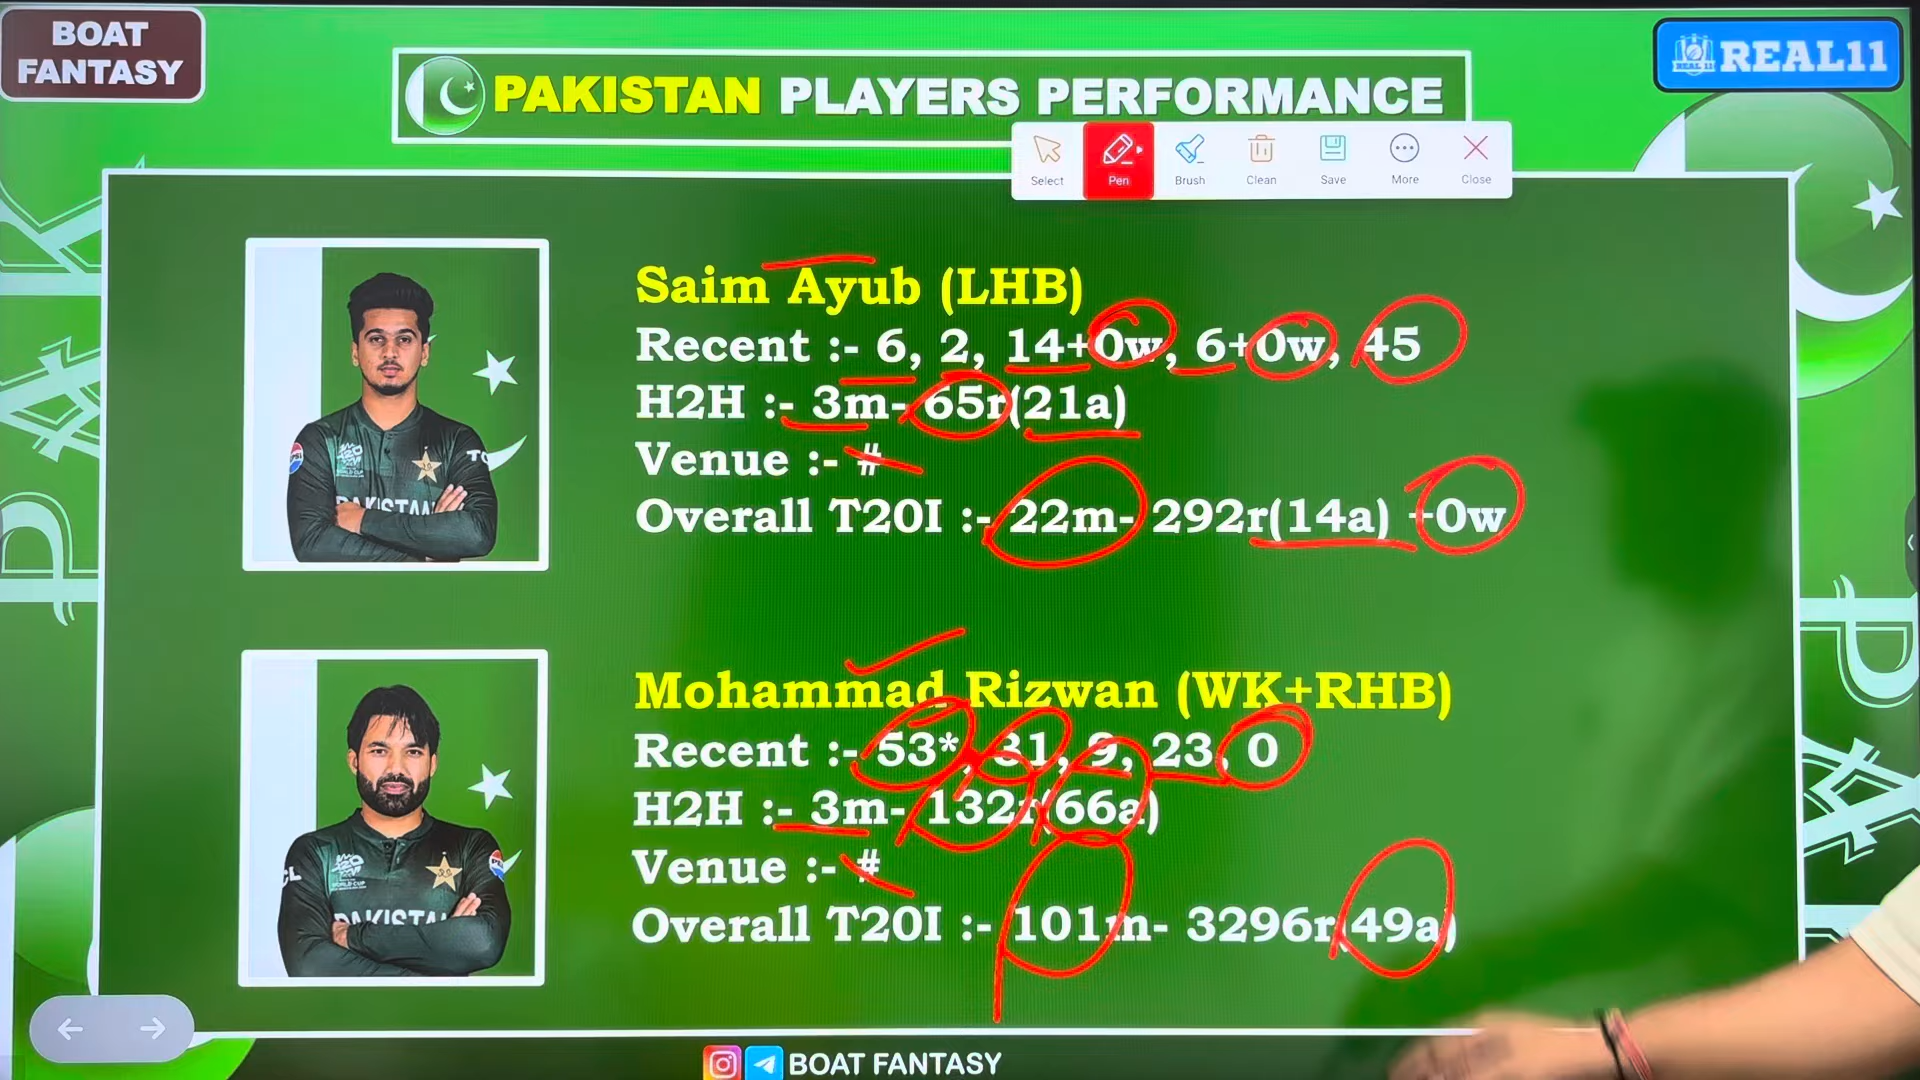 BOAT
FANTASY
PAKISTAN PLAYERS PERFORMANCE
REAL11
Select
Pen
Brush
Clean
Save
More
Close
Saim Ayub (LHB)
Recent :- 6, 2, 14+0w, 6+0w, 45
H2H :- 3m- 65r(21a)
Venue :- #
Overall T20I :- 22m- 292r(14a) +0w
Mohammad Rizwan (WK+RHB)
Recent :- 53*, 31, 9, 23, 0
H2H :- 3m- 132r(66a)
Venue :- #
Overall T20I :- 101m- 3296r(49a)
BOAT FANTASY